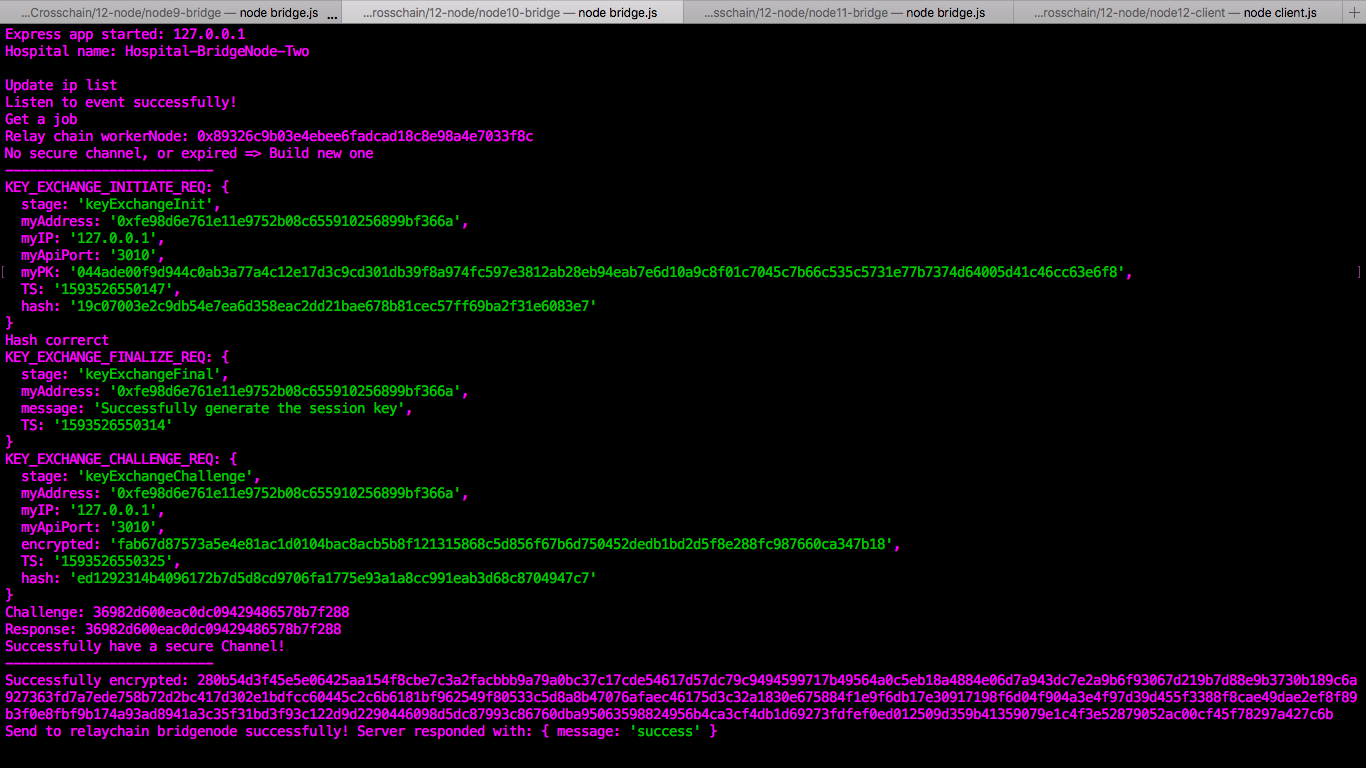 ...Crosschain/12-node/node9-bridge — node bridge.js ...
...rosschain/12-node/node10-bridge — node bridge.js
...sschain/12-node/node11-bridge — node bridge.js
...rosschain/12-node/node12-client — node client.js
+
Express app started: 127.0.0.1
Hospital name: Hospital-BridgeNode-Two
Update ip list
Listen to event successfully!
Get a job
Relay chain workerNode: 0x89326c9b03e4ebee6fadcad18c8e98a4e7033f8c
No secure channel, or expired => Build new one
--------------------------
KEY_EXCHANGE_INITIATE_REQ: {
stage: 'keyExchangeInit',
myAddress: '0xfe98d6e761e11e9752b08c655910256899bf366a',
myIP: '127.0.0.1',
myApiPort: '3010',
[ myPK: '044ade00f9d944c0ab3a77a4c12e17d3c9cd301db39f8a974fc597e3812ab28eb94eab7e6d10a9c8f01c7045c7b66c535c5731e77b7374d64005d41c46cc63e6f8', ]
TS: '1593526550147',
hash: '19c07003e2c9db54e7ea6d358eac2dd21bae678b81cec57ff69ba2f31e6083e7'
}
Hash correrct
KEY_EXCHANGE_FINALIZE_REQ: {
stage: 'keyExchangeFinal',
myAddress: '0xfe98d6e761e11e9752b08c655910256899bf366a',
message: 'Successfully generate the session key',
TS: '1593526550314'
}
KEY_EXCHANGE_CHALLENGE_REQ: {
stage: 'keyExchangeChallenge',
myAddress: '0xfe98d6e761e11e9752b08c655910256899bf366a',
myIP: '127.0.0.1',
myApiPort: '3010',
encrypted: 'fab67d87573a5e4e81ac1d0104bac8acb5b8f121315868c5d856f67b6d750452dedb1bd2d5f8e288fc987660ca347b18',
TS: '1593526550325',
hash: 'ed1292314b4096172b7d5d8cd9706fa1775e93a1a8cc991eab3d68c8704947c7'
}
Challenge: 36982d600eac0dc09429486578b7f288
Response: 36982d600eac0dc09429486578b7f288
Successfully have a secure Channel!
--------------------------
Successfully encrypted: 280b54d3f45e5e06425aa154f8cbe7c3a2facbbb9a79a0bc37c17cde54617d57dc79c9494599717b49564a0c5eb18a4884e06d7a943dc7e2a9b6f93067d219b7d88e9b3730b189c6a
927363fd7a7ede758b72d2bc417d302e1bdfcc60445c2c6b6181bf962549f80533c5d8a8b47076afaec46175d3c32a1830e675884f1e9f6db17e30917198f6d04f904a3e4f97d39d455f3388f8cae49dae2ef8f89
b3f0e8fbf9b174a93ad8941a3c35f31bd3f93c122d9d2290446098d5dc87993c86760dba95063598824956b4ca3cf4db1d69273fdfef0ed012509d359b41359079e1c4f3e52879052ac00cf45f78297a427c6b
Send to relaychain bridgenode successfully! Server responded with: { message: 'success' }